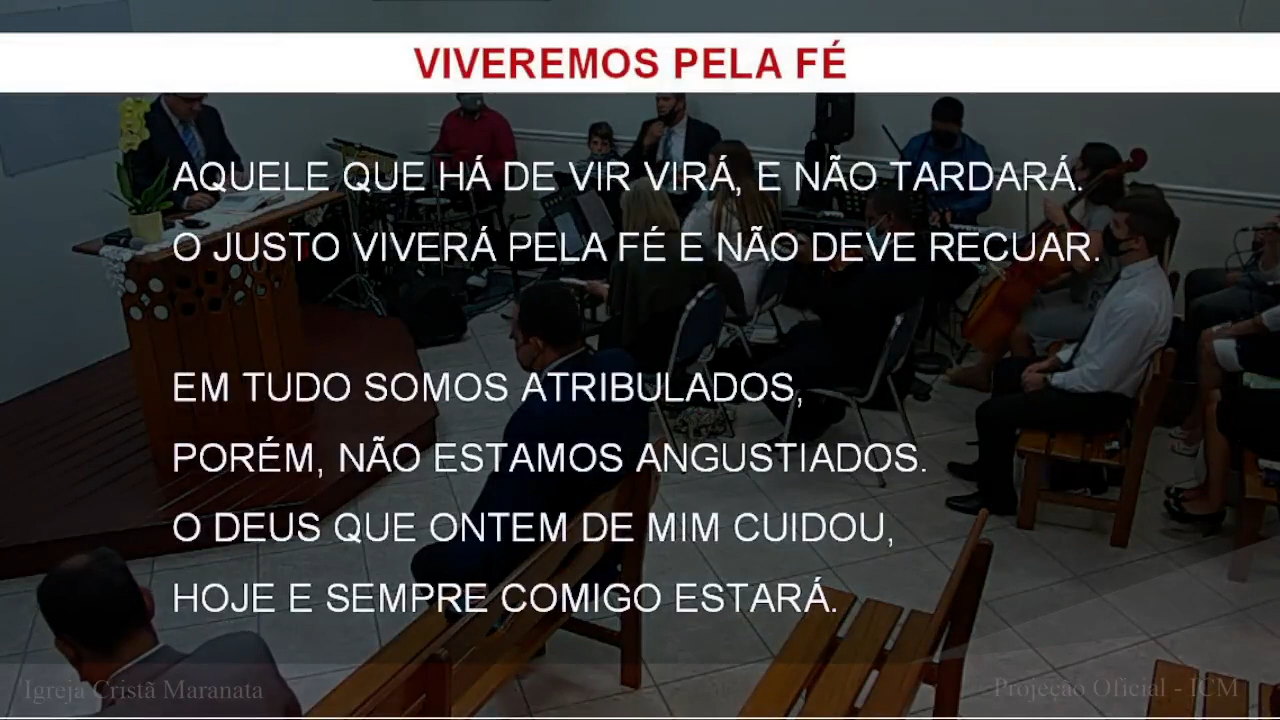 VIVEREMOS PELA FÉ
AQUELE QUE HÁ DE VIR VIRÁ, E NÃO TARDARÁ.
O JUSTO VIVERÁ PELA FÉ E NÃO DEVE RECUAR.
EM TUDO SOMOS ATRIBULADOS,
PORÉM, NÃO ESTAMOS ANGUSTIADOS.
O DEUS QUE ONTEM DE MIM CUIDOU,
HOJE E SEMPRE COMIGO ESTARÁ.
Igreja Cristã Maranata
Projeção Oficial - ICM